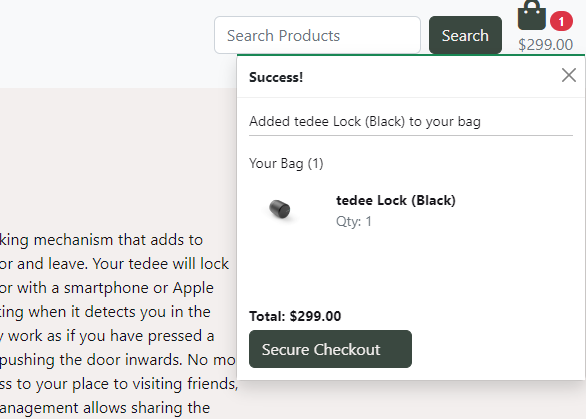 Search Products
Search
1
$299.00
Success!
Added tedee Lock (Black) to your bag
Your Bag (1)
tedee Lock (Black)
Qty: 1
Total: $299.00
Secure Checkout
king mechanism that adds to
or and leave. Your tedee will lock
or with a smartphone or Apple
ting when it detects you in the
y work as if you have pressed a
pushing the door inwards. No mo
ss to your place to visiting friends,
anagement allows sharing the